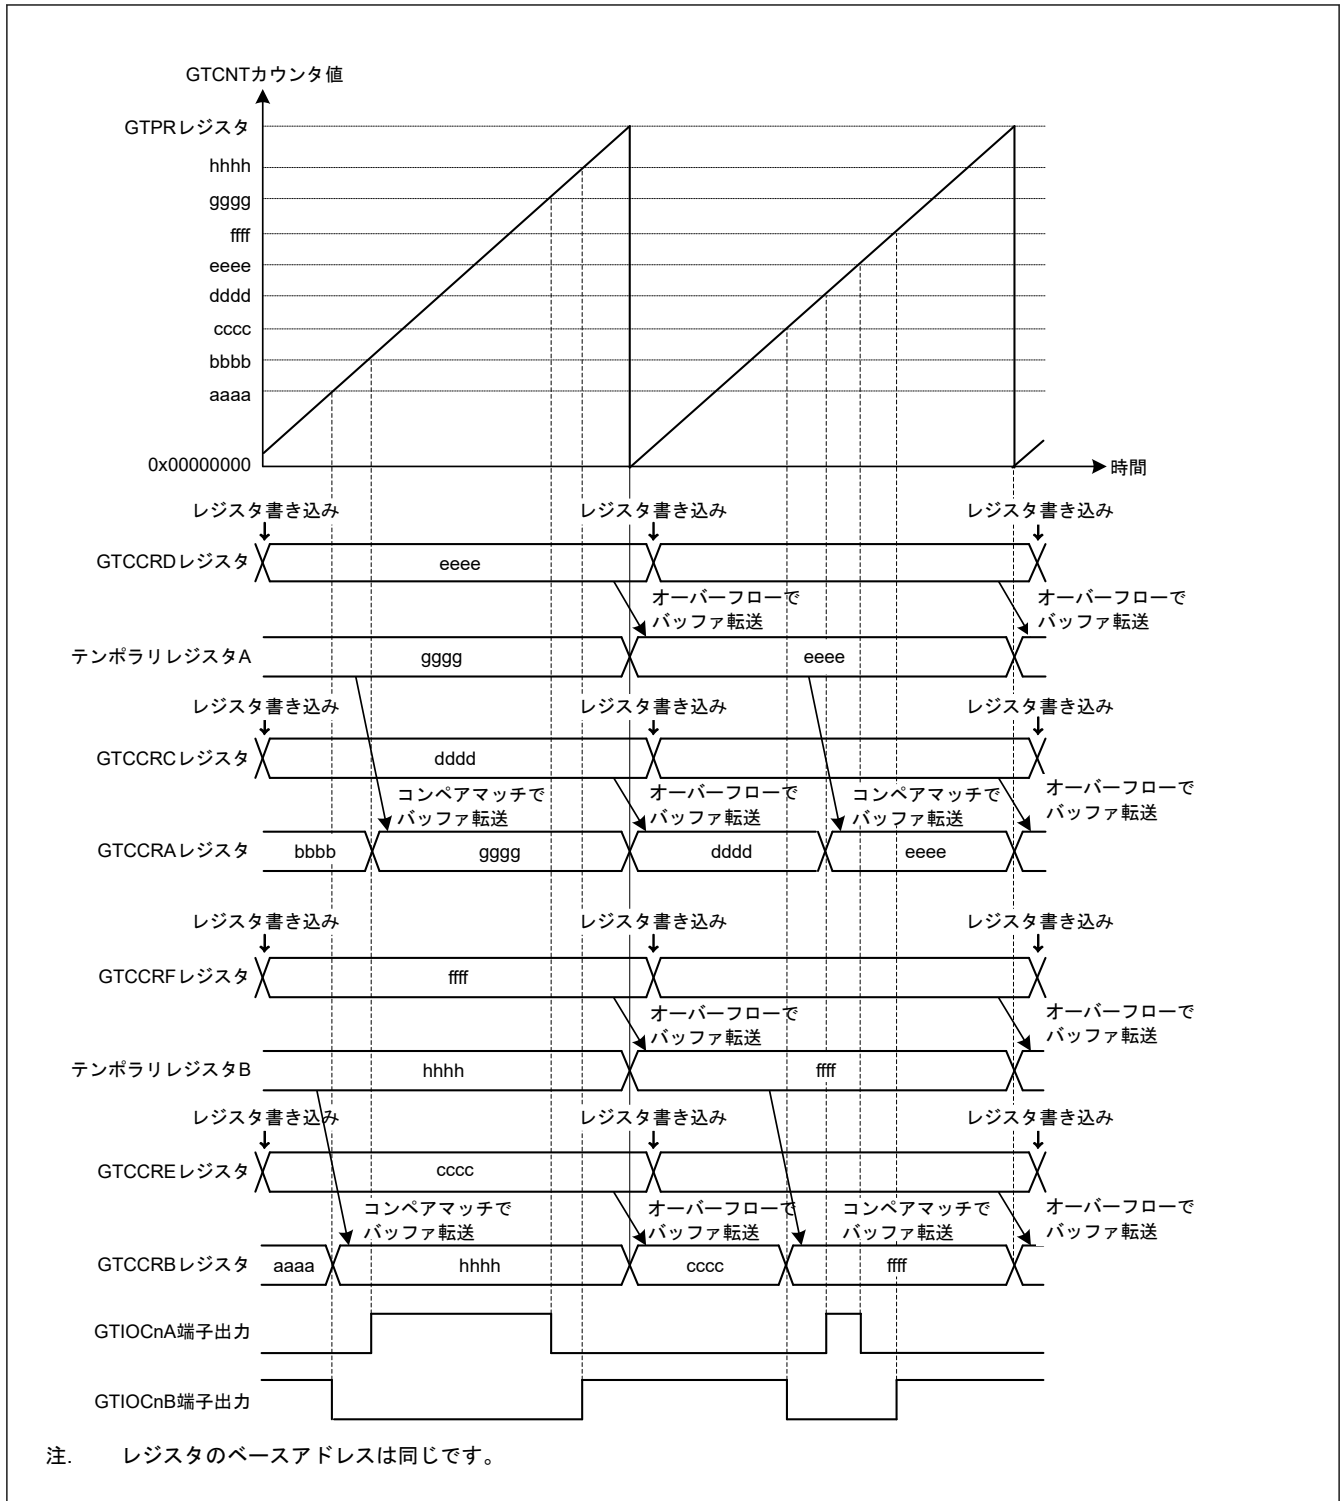 GTCNTカウンタ値
GTPRレジスタ
hhhh
gggg
ffff
eeee
dddd
cccc
bbbb
aaaa
0x00000000
時間
レジスタ書き込み レジスタ書き込み レジスタ書き込み
GTCCRDレジスタ eeee
オーバーフローで オーバーフローで
バッファ転送 バッファ転送
テンポラリレジスタA gggg eeee
レジスタ書き込み レジスタ書き込み レジスタ書き込み
GTCCRCレジスタ dddd
コンペアマッチで オーバーフローで コンペアマッチで オーバーフローで
バッファ転送 バッファ転送 バッファ転送 バッファ転送
GTCCRAレジスタ bbbb gggg dddd eeee
レジスタ書き込み レジスタ書き込み レジスタ書き込み
GTCCRFレジスタ ffff
オーバーフローで オーバーフローで
バッファ転送 バッファ転送
テンポラリレジスタB hhhh ffff
レジスタ書き込み レジスタ書き込み レジスタ書き込み
GTCCREレジスタ cccc
コンペアマッチで オーバーフローで コンペアマッチで オーバーフローで
バッファ転送 バッファ転送 バッファ転送 バッファ転送
GTCCRBレジスタ aaaa hhhh cccc ffff
GTIOCnA端子出力
GTIOCnB端子出力
注. レジスタのベースアドレスは同じです。